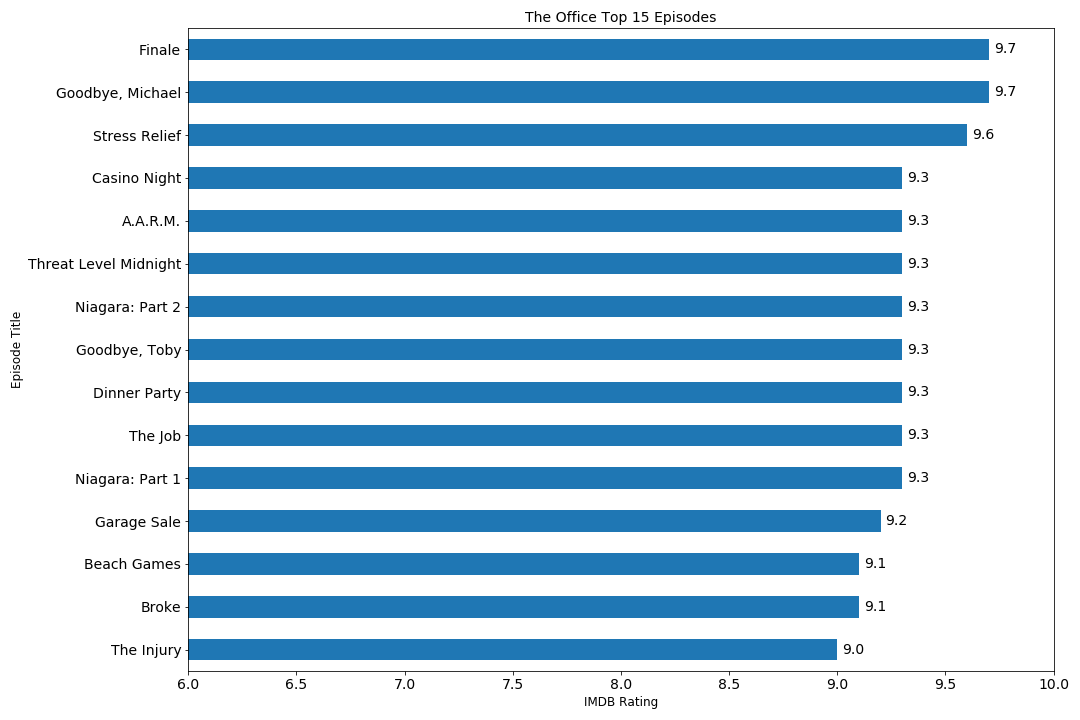 The Office Top 15 Episodes
Episode Title
Finale 9.7
Goodbye, Michael 9.7
Stress Relief 9.6
Casino Night 9.3
A.A.R.M. 9.3
Threat Level Midnight 9.3
Niagara: Part 2 9.3
Goodbye, Toby 9.3
Dinner Party 9.3
The Job 9.3
Niagara: Part 1 9.3
Garage Sale 9.2
Beach Games 9.1
Broke 9.1
The Injury 9.0
6.0 6.5 7.0 7.5 8.0 8.5 9.0 9.5 10.0
IMDB Rating